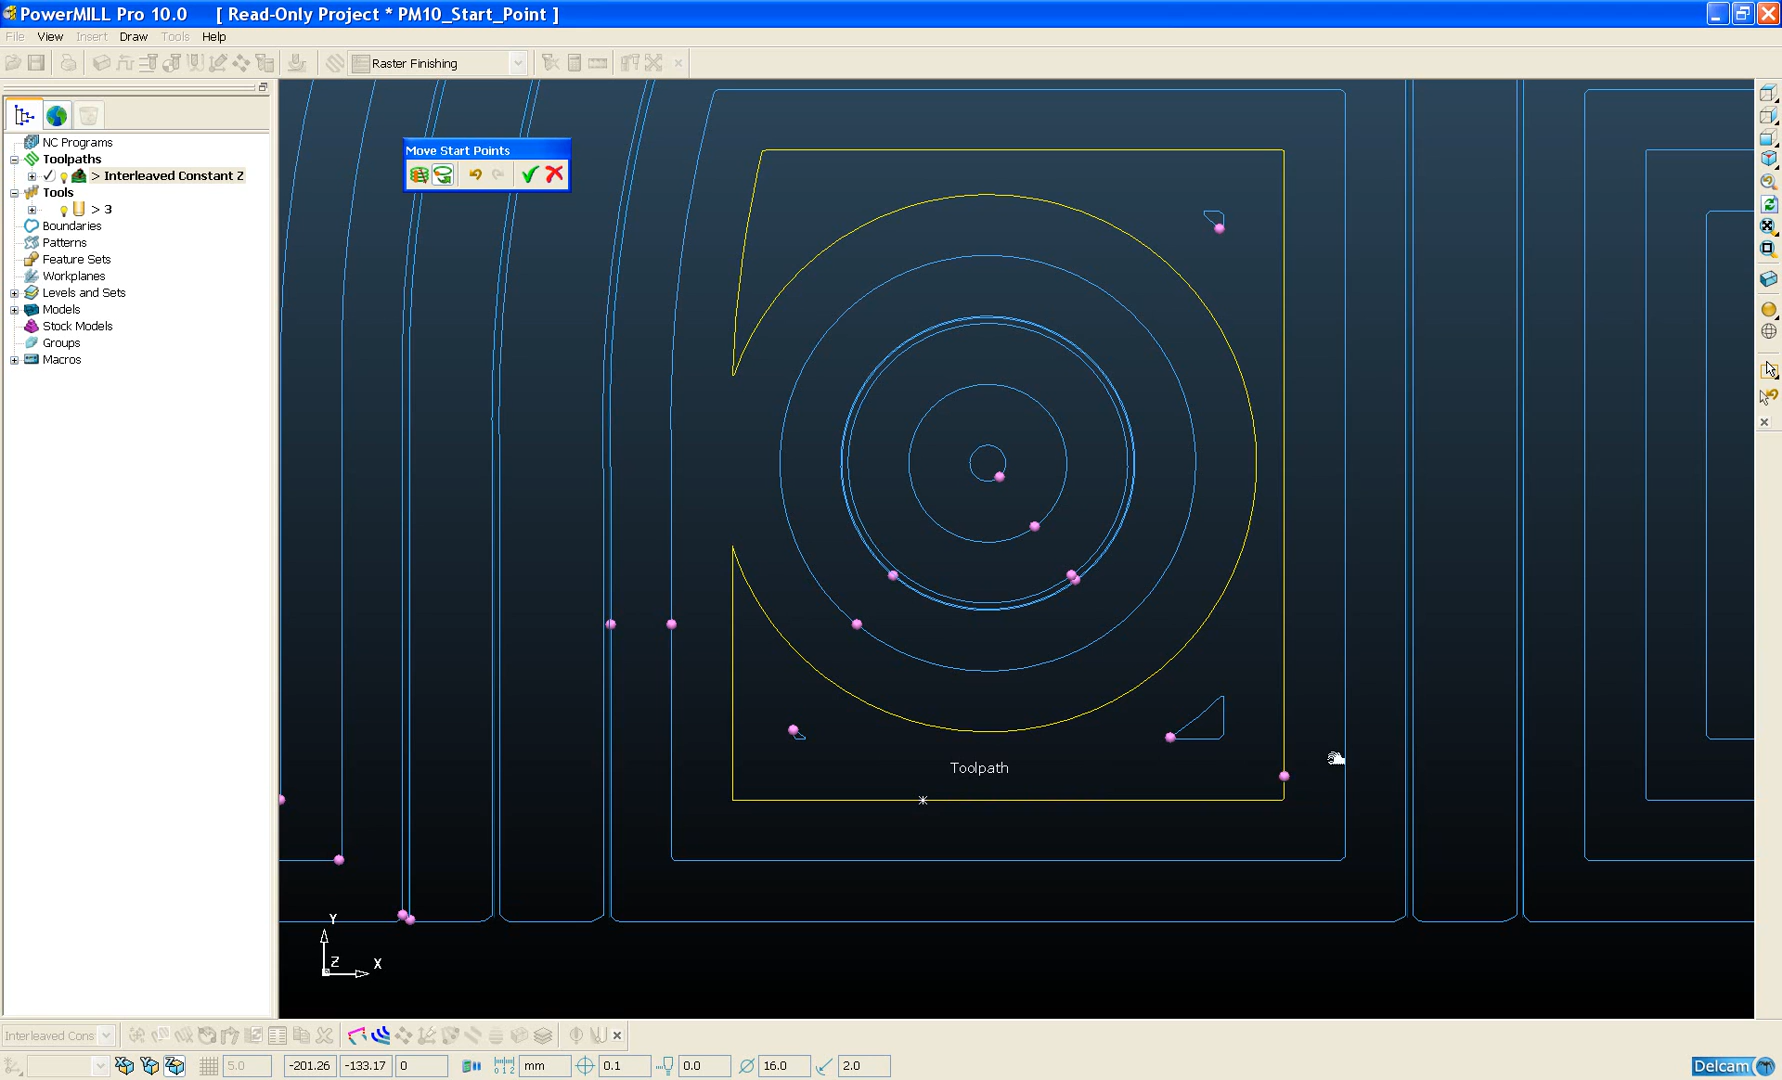 PowerMILL Pro 10.0 [ Read-Only Project * PM10_Start_Point ]
File View Insert Draw Tools Help
Raster Finishing
NC Programs
Toolpaths
> Interleaved Constant Z
Tools
> 3
Boundaries
Patterns
Feature Sets
Workplanes
Levels and Sets
Models
Stock Models
Groups
Macros
Move Start Points
Toolpath
Y
Z
X
Interleaved Cons
5.0 -201.26 -133.17 0 mm 0.1 0.0 16.0 2.0
Delcam